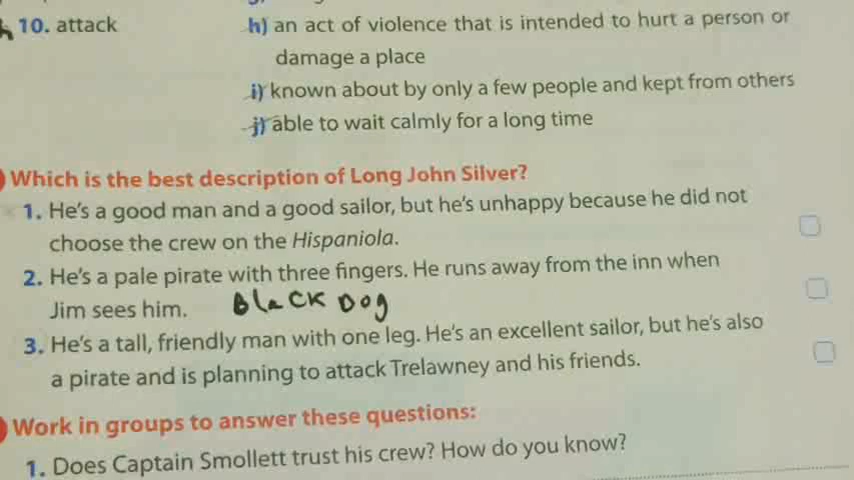 10. attack
h) an act of violence that is intended to hurt a person or
damage a place
i) known about by only a few people and kept from others
j) able to wait calmly for a long time
Which is the best description of Long John Silver?
1. He's a good man and a good sailor, but he's unhappy because he did not
choose the crew on the Hispaniola.
2. He's a pale pirate with three fingers. He runs away from the inn when
Jim sees him. Black Dog
3. He's a tall, friendly man with one leg. He's an excellent sailor, but he's also
a pirate and is planning to attack Trelawney and his friends.
Work in groups to answer these questions:
1. Does Captain Smollett trust his crew? How do you know?